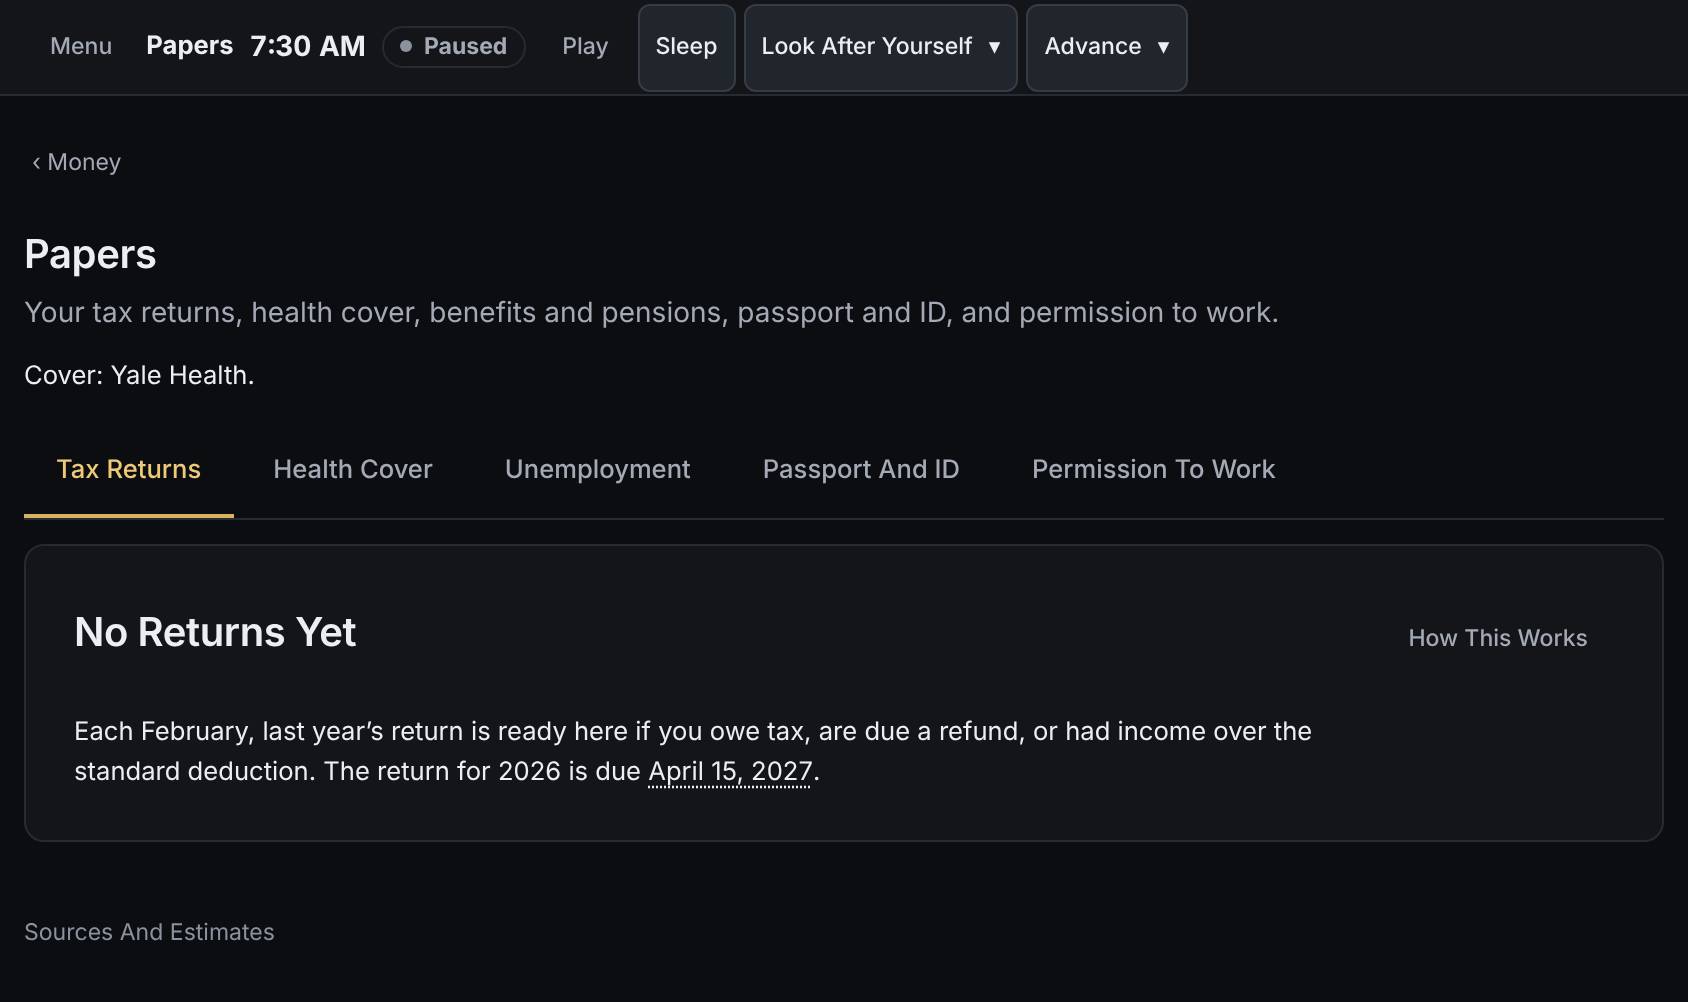 Menu Papers 7:30 AM Paused Play Sleep Look After Yourself ▼ Advance ▼
‹ Money
Papers
Your tax returns, health cover, benefits and pensions, passport and ID, and permission to work.
Cover: Yale Health.
Tax Returns Health Cover Unemployment Passport And ID Permission To Work
No Returns Yet How This Works
Each February, last year’s return is ready here if you owe tax, are due a refund, or had income over the
standard deduction. The return for 2026 is due April 15, 2027.
Sources And Estimates